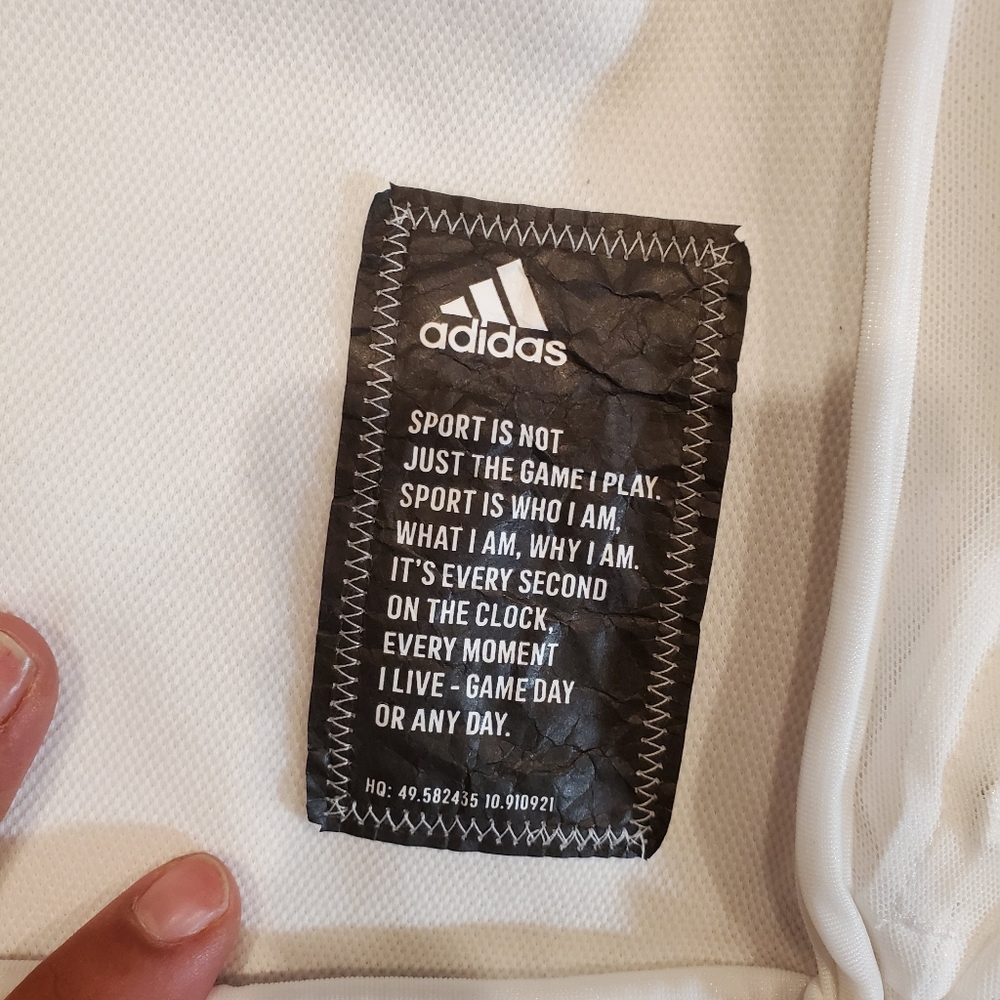 adidas
SPORT IS NOT
JUST THE GAME I PLAY.
SPORT IS WHO I AM,
WHAT I AM, WHY I AM.
IT'S EVERY SECOND
ON THE CLOCK,
EVERY MOMENT
I LIVE - GAME DAY
OR ANY DAY.
HQ: 49.582435 10.910921